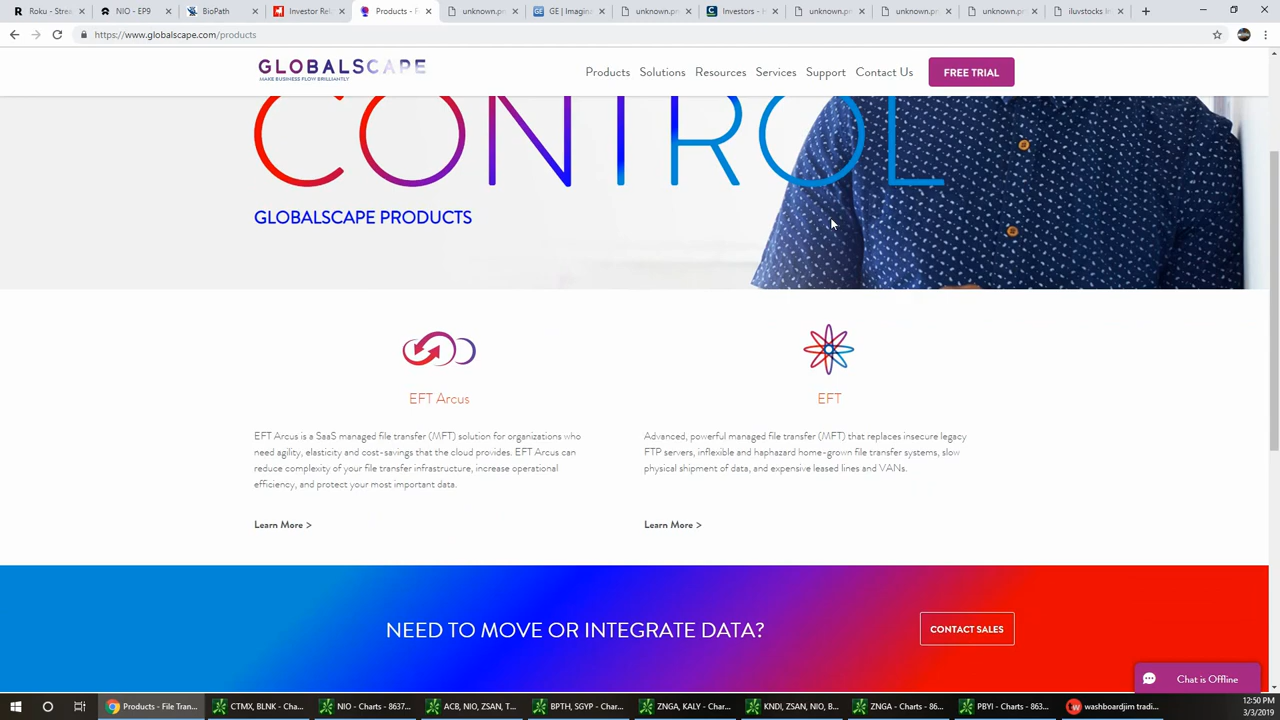 Roku - Strea
NIO - EP9
BioPath
Investor Rela
Products - F
unknown.pn
GE | Imagina
unknown.pn
Investors - H
unknown.pn
unknown.pn
unknown.pn
iluvstocks Im
https://www.globalscape.com/products
GLOBALSCAPE
MAKE BUSINESS FLOW BRILLIANTLY
Products Solutions Resources Services Support Contact Us FREE TRIAL
CONTROL
GLOBALSCAPE PRODUCTS
EFT Arcus
EFT Arcus is a SaaS managed file transfer (MFT) solution for organizations who
need agility, elasticity and cost-savings that the cloud provides. EFT Arcus can
reduce complexity of your file transfer infrastructure, increase operational
efficiency, and protect your most important data.
Learn More >
EFT
Advanced, powerful managed file transfer (MFT) that replaces insecure legacy
FTP servers, inflexible and haphazard home-grown file transfer systems, slow
physical shipment of data, and expensive leased lines and VANs.
Learn More >
NEED TO MOVE OR INTEGRATE DATA?
CONTACT SALES
Chat is Offline
Products - File Tran...
CTMX, BLNK - Cha...
NIO - Charts - 8637...
ACB, NIO, ZSAN, T...
BPTH, SGYP - Char...
ZNGA, KALY - Char...
KNDI, ZSAN, NIO, B...
ZNGA - Charts - 86...
PBYI - Charts - 863...
washboardjim tradi...
12:50 PM
3/3/2019